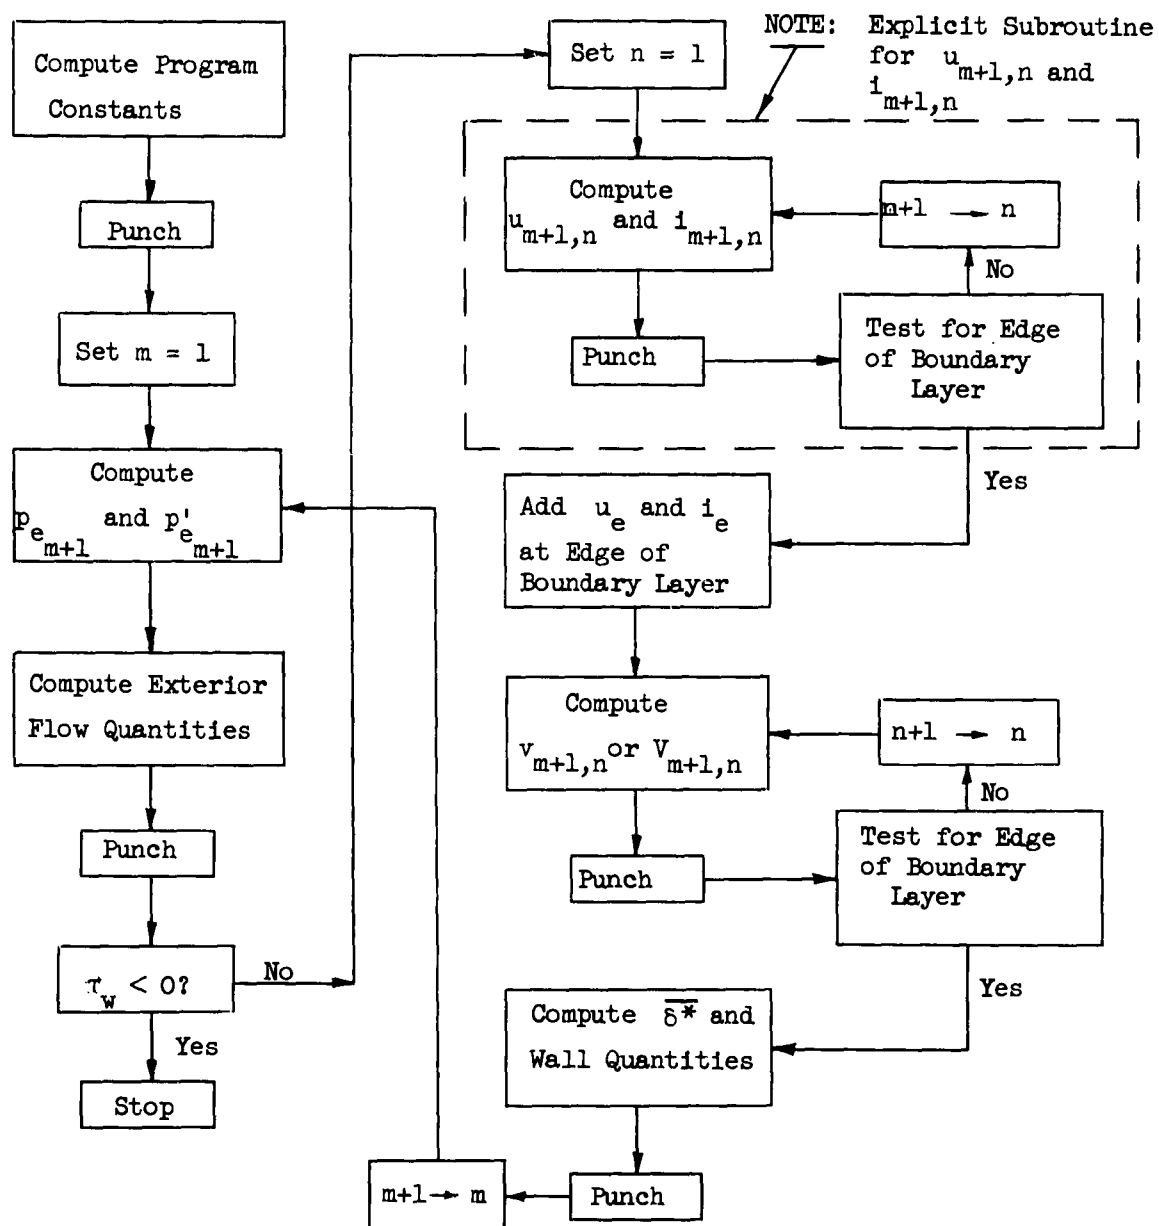 Compute Program
Constants
Punch
Set m = 1
Compute
p_{e_{m+1}} and p'_{e_{m+1}}
Compute Exterior
Flow Quantities
Punch
π_w < 0?
No
Yes
Stop
Set n = 1
NOTE: Explicit Subroutine
for u_{m+1,n} and
i_{m+1,n}
Compute
u_{m+1,n} and i_{m+1,n}
m+1 → n
No
Punch
Test for Edge
of Boundary
Layer
Yes
Add u_e and i_e
at Edge of
Boundary Layer
Compute
v_{m+1,n} or V_{m+1,n}
n+1 → n
No
Punch
Test for Edge
of Boundary
Layer
Yes
Compute \overline{δ*} and
Wall Quantities
Punch
m+1 → m